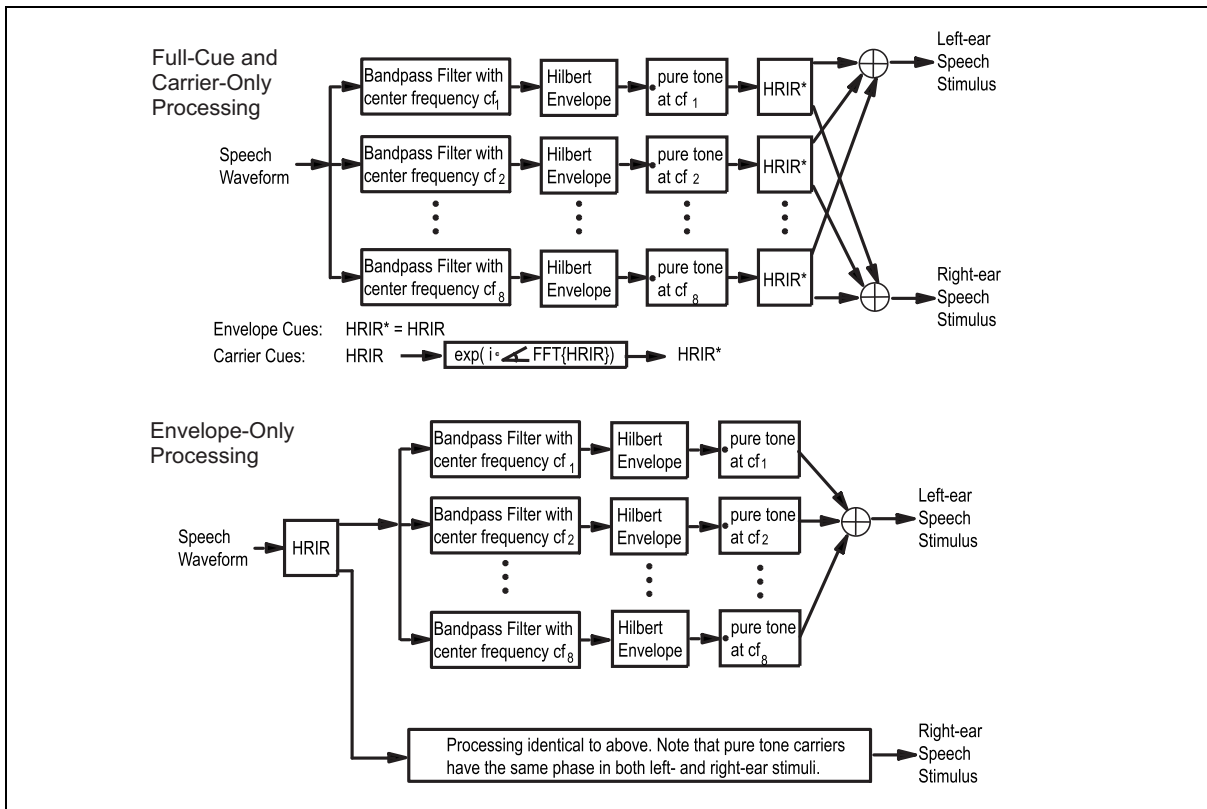 Full-Cue and
Carrier-Only
Processing
Speech
Waveform
Bandpass Filter with
center frequency cf1
Hilbert
Envelope
• pure tone
at cf 1
HRIR*
Bandpass Filter with
center frequency cf2
Hilbert
Envelope
• pure tone
at cf 2
HRIR*
Bandpass Filter with
center frequency cf8
Hilbert
Envelope
• pure tone
at cf 8
HRIR*
Left-ear
Speech
Stimulus
Right-ear
Speech
Stimulus
Envelope Cues: HRIR* = HRIR
Carrier Cues: HRIR exp( i∘∡ FFT{HRIR}) HRIR*
Envelope-Only
Processing
Speech
Waveform
HRIR
Bandpass Filter with
center frequency cf1
Hilbert
Envelope
• pure tone
at cf1
Bandpass Filter with
center frequency cf2
Hilbert
Envelope
• pure tone
at cf2
Bandpass Filter with
center frequency cf8
Hilbert
Envelope
• pure tone
at cf8
Left-ear
Speech
Stimulus
Processing identical to above. Note that pure tone carriers
have the same phase in both left- and right-ear stimuli.
Right-ear
Speech
Stimulus